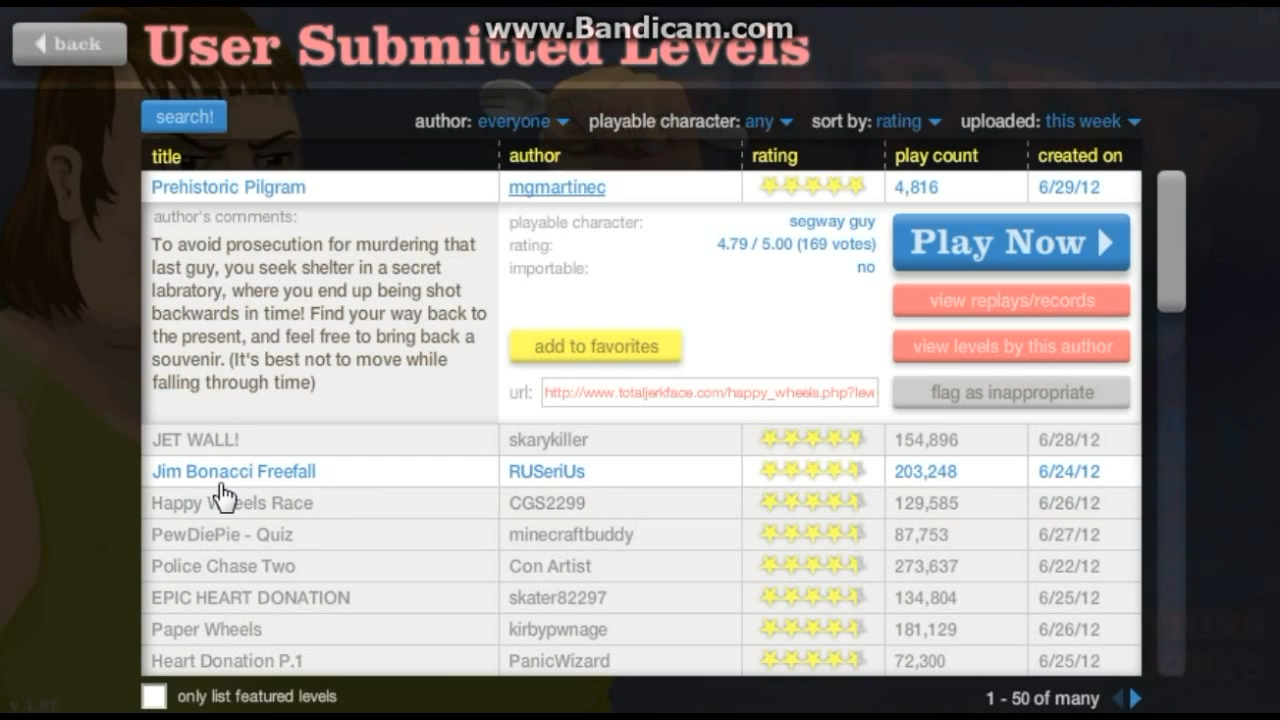 www.Bandicam.com
back
User Submitted Levels
search!
author: everyone playable character: any sort by: rating uploaded: this week
title author rating play count created on
Prehistoric Pilgram mgmartinec 4,816 6/29/12
author's comments:
To avoid prosecution for murdering that
last guy, you seek shelter in a secret
labratory, where you end up being shot
backwards in time! Find your way back to
the present, and feel free to bring back a
souvenir. (It's best not to move while
falling through time)
playable character: segway guy
rating: 4.79 / 5.00 (169 votes)
importable: no
add to favorites
url: http://www.totaljerkface.com/happy_wheels.php?lev
Play Now
view replays/records
view levels by this author
flag as inappropriate
JET WALL! skarykiller 154,896 6/28/12
Jim Bonacci Freefall RUSeriUs 203,248 6/24/12
Happy Wheels Race CGS2299 129,585 6/26/12
PewDiePie - Quiz minecraftbuddy 87,753 6/27/12
Police Chase Two Con Artist 273,637 6/22/12
EPIC HEART DONATION skater82297 134,804 6/25/12
Paper Wheels kirbypwnage 181,129 6/26/12
Heart Donation P.1 PanicWizard 72,300 6/25/12
only list featured levels
1 - 50 of many